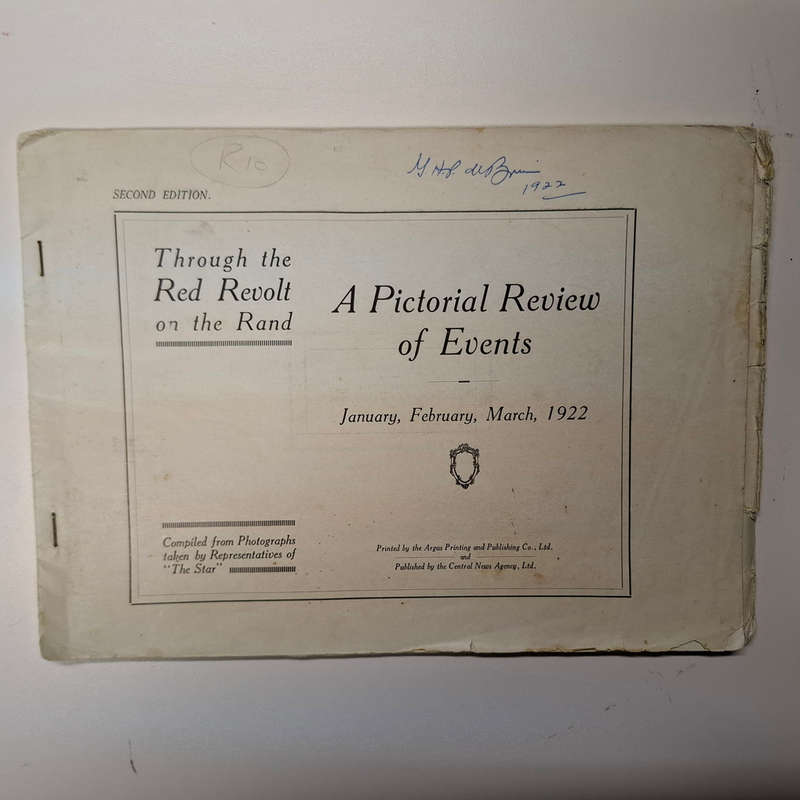 R10
SECOND EDITION.
1922
Through the
Red Revolt
on the Rand
A Pictorial Review
of Events
January, February, March, 1922
Compiled from Photographs
taken by Representatives of
"The Star"
Printed by the Argus Printing and Publishing Co., Ltd.
and
Published by the Central News Agency, Ltd.